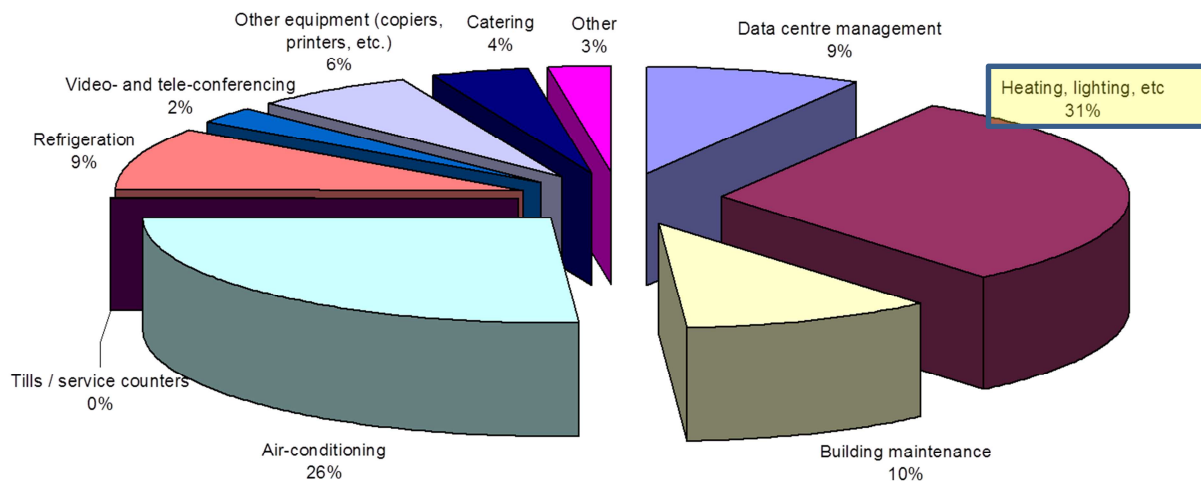 Other equipment (copiers,
printers, etc.)
6%
Catering
4%
Other
3%
Data centre management
9%
Heating, lighting, etc
31%
Video- and tele-conferencing
2%
Refrigeration
9%
Tills / service counters
0%
Air-conditioning
26%
Building maintenance
10%